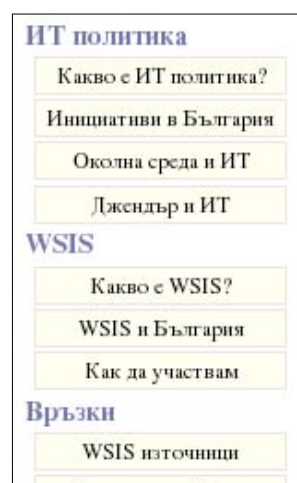 ИТ политика
Какво е ИТ политика?
Инициативи в България
Околна среда и ИТ
Джендър и ИТ
WSIS
Какво е WSIS?
WSIS и България
Как да участвам
Връзки
WSIS източници